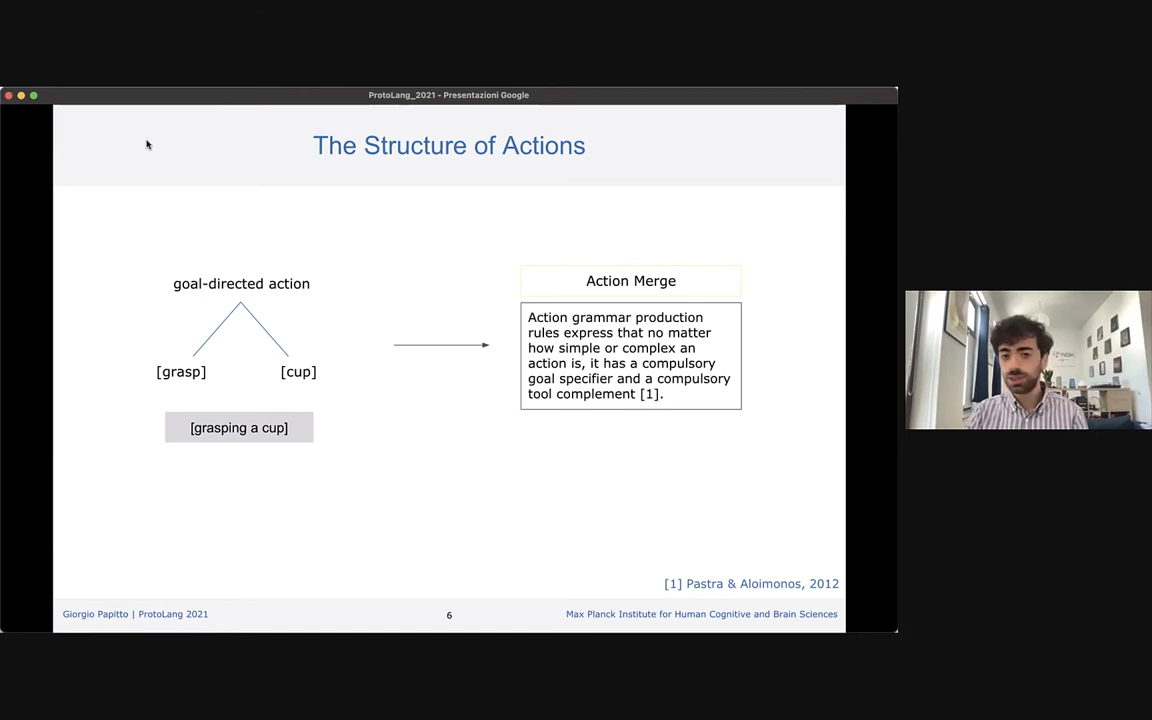 ProtoLang_2021 - Presentazioni Google
The Structure of Actions
goal-directed action
[grasp] [cup]
[grasping a cup]
Action Merge
Action grammar production
rules express that no matter
how simple or complex an
action is, it has a compulsory
goal specifier and a compulsory
tool complement [1].
[1] Pastra & Aloimonos, 2012
Giorgio Papitto | ProtoLang 2021
6
Max Planck Institute for Human Cognitive and Brain Sciences